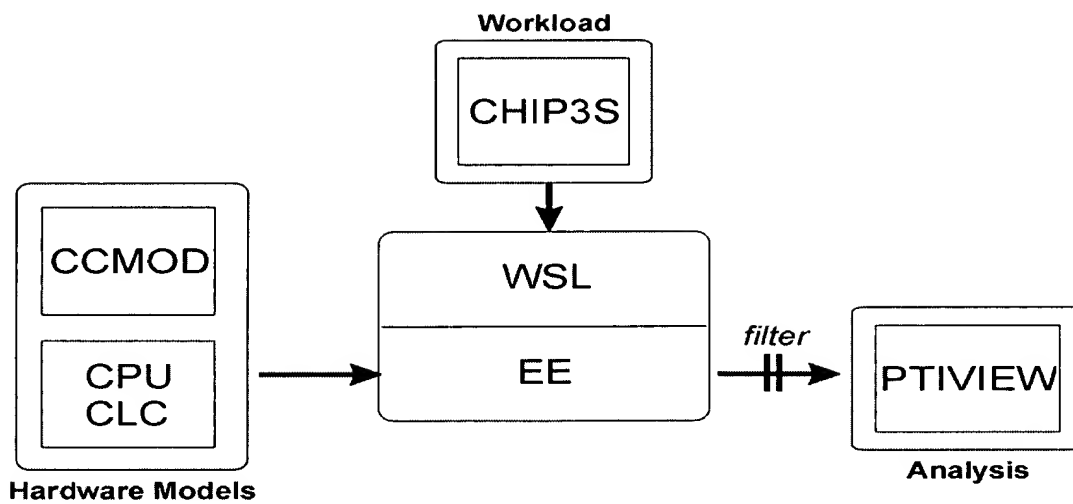 Workload
CHIP3S
CCMOD
CPU
CLC
Hardware Models
WSL
EE
filter
PTIVIEW
Analysis